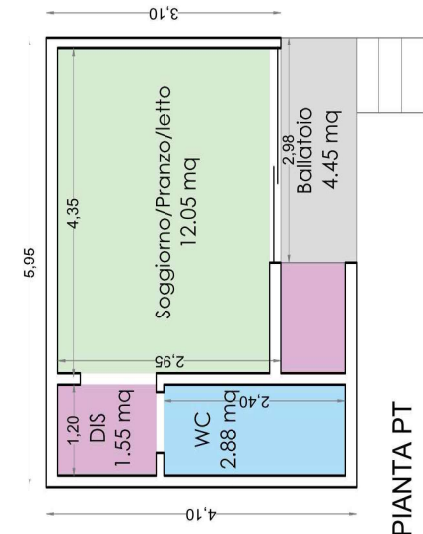 3,10
Soggiorno/Pranzo/letto
12.05 mq
4,35
5,95
2,98
Ballatoio
4.45 mq
2,95
1,20
DIS
1.55 mq
WC
2.88 mq
2,40
4,10
PIANTA PT